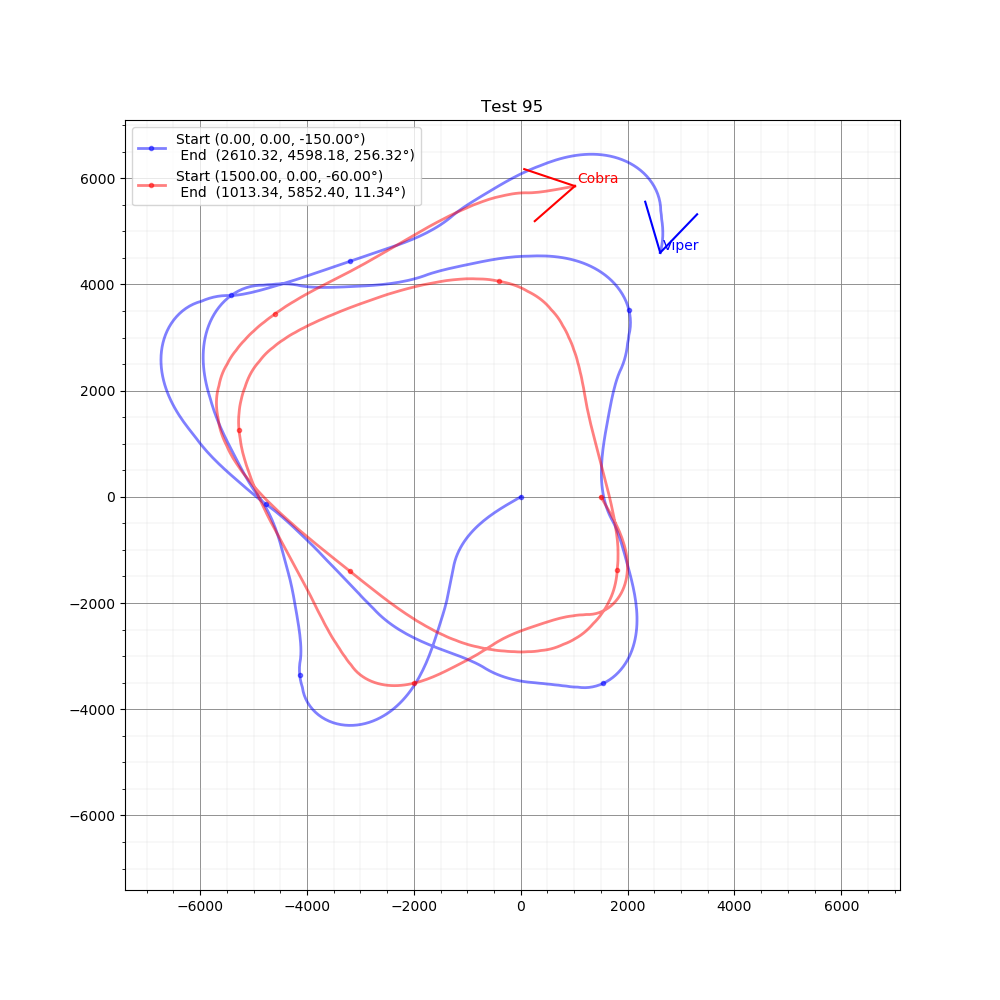 Test 95
Start (0.00, 0.00, -150.00°)
End (2610.32, 4598.18, 256.32°)
Start (1500.00, 0.00, -60.00°)
End (1013.34, 5852.40, 11.34°)
Cobra
Viper
6000
4000
2000
0
−2000
−4000
−6000
−6000 −4000 −2000 0 2000 4000 6000